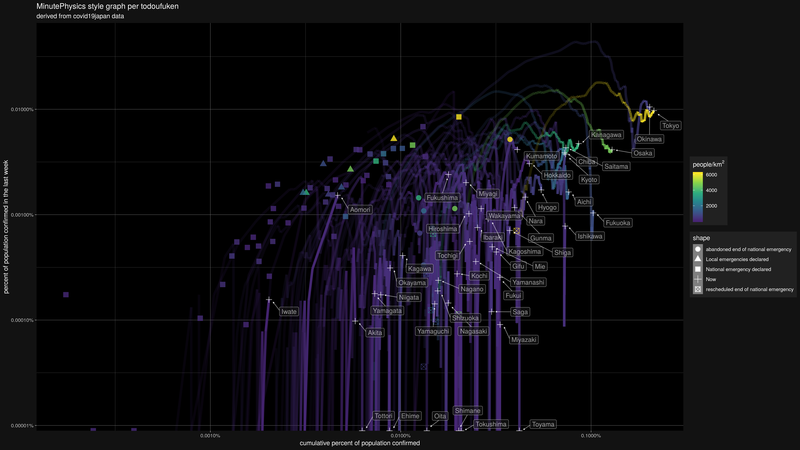 MinutePhysics style graph per todoufuken
derived from covid19japan data
percent of population confirmed in the last week
0.01000%
0.00100%
0.00010%
0.00001%
Kanagawa
Tokyo
Okinawa
Osaka
Saitama
Chiba
Kumamoto
Hokkaido
Kyoto
Fukushima
Miyagi
Hyogo
Aichi
Aomori
Wakayama
Nara
Fukuoka
Hiroshima
Ibaraki
Gunma
Ishikawa
Tochigi
Kagoshima
Shiga
Kagawa
Gifu
Mie
Okayama
Kochi
Yamanashi
Nagano
Fukui
Niigata
Iwate
Yamagata
Shizuoka
Saga
Akita
Yamaguchi
Nagasaki
Miyazaki
Tottori
Ehime
Oita
Shimane
Tokushima
Toyama
0.0010%
0.0100%
0.1000%
cumulative percent of population confirmed
people/km²
6000
4000
2000
shape
abandoned end of national emergency
Local emergencies declared
National emergency declared
Now
rescheduled end of national emergency